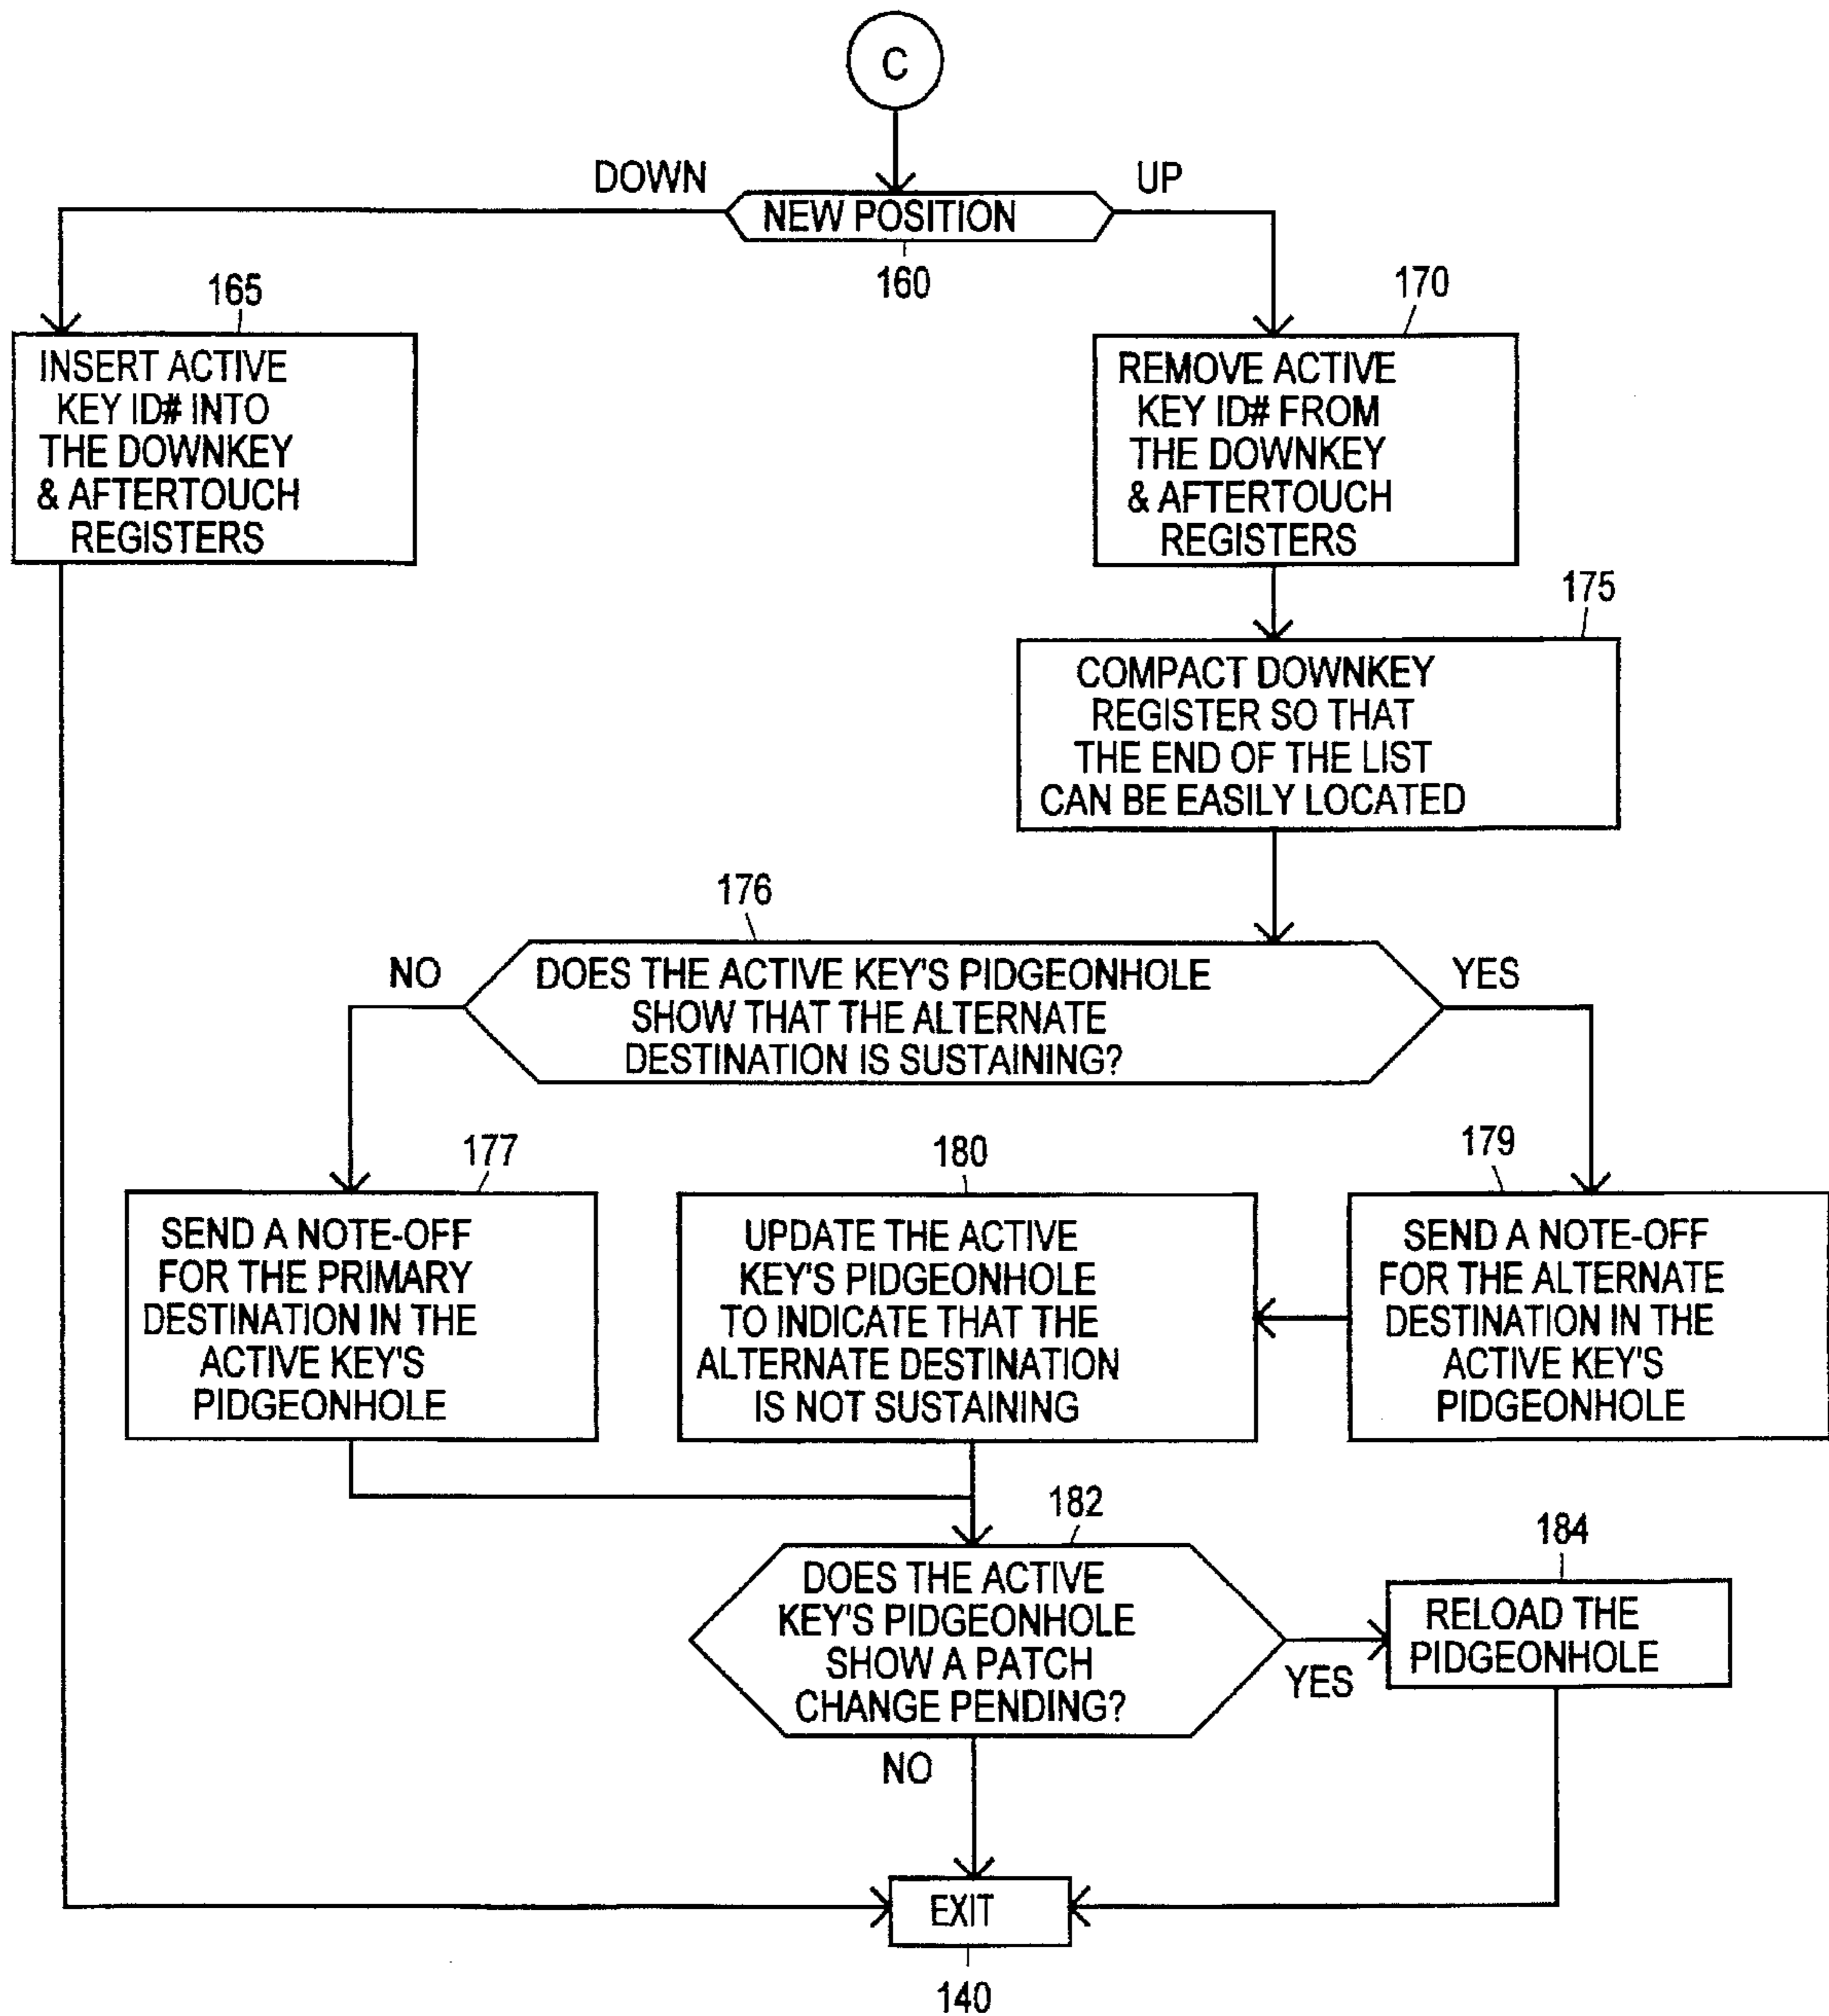 C
DOWN
UP
NEW POSITION
160
165
170
INSERT ACTIVE
KEY ID# INTO
THE DOWNKEY
& AFTERTOUCH
REGISTERS
REMOVE ACTIVE
KEY ID# FROM
THE DOWNKEY
& AFTERTOUCH
REGISTERS
175
COMPACT DOWNKEY
REGISTER SO THAT
THE END OF THE LIST
CAN BE EASILY LOCATED
176
NO
YES
DOES THE ACTIVE KEY'S PIDGEONHOLE
SHOW THAT THE ALTERNATE
DESTINATION IS SUSTAINING?
177
180
179
SEND A NOTE-OFF
FOR THE PRIMARY
DESTINATION IN THE
ACTIVE KEY'S
PIDGEONHOLE
UPDATE THE ACTIVE
KEY'S PIDGEONHOLE
TO INDICATE THAT THE
ALTERNATE DESTINATION
IS NOT SUSTAINING
SEND A NOTE-OFF
FOR THE ALTERNATE
DESTINATION IN THE
ACTIVE KEY'S
PIDGEONHOLE
182
184
DOES THE ACTIVE
KEY'S PIDGEONHOLE
SHOW A PATCH
CHANGE PENDING?
YES
RELOAD THE
PIDGEONHOLE
NO
EXIT
140